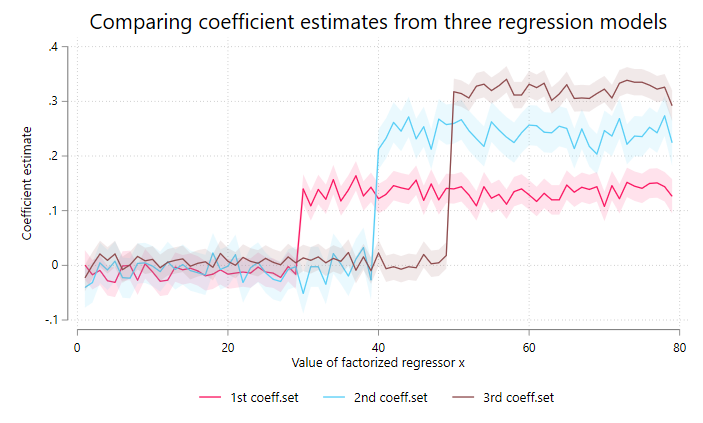 Comparing coefficient estimates from three regression models
.4
.3
.2
.1
0
-.1
Coefficient estimate
0 20 40 60 80
Value of factorized regressor x
1st coeff.set 2nd coeff.set 3rd coeff.set